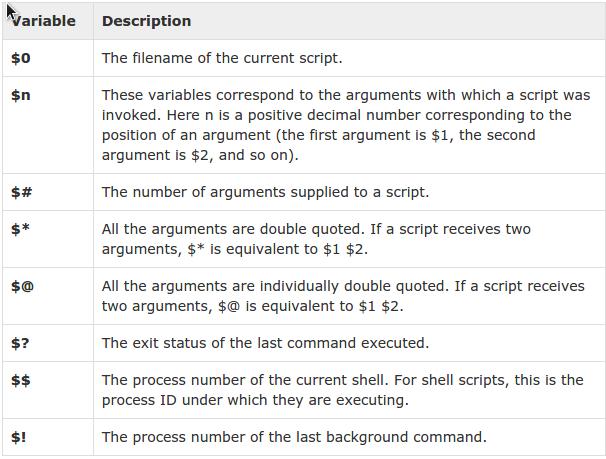 Variable Description
$0 The filename of the current script.
$n These variables correspond to the arguments with which a script was
invoked. Here n is a positive decimal number corresponding to the
position of an argument (the first argument is $1, the second
argument is $2, and so on).
$# The number of arguments supplied to a script.
$* All the arguments are double quoted. If a script receives two
arguments, $* is equivalent to $1 $2.
$@ All the arguments are individually double quoted. If a script receives
two arguments, $@ is equivalent to $1 $2.
$? The exit status of the last command executed.
$$ The process number of the current shell. For shell scripts, this is the
process ID under which they are executing.
$! The process number of the last background command.